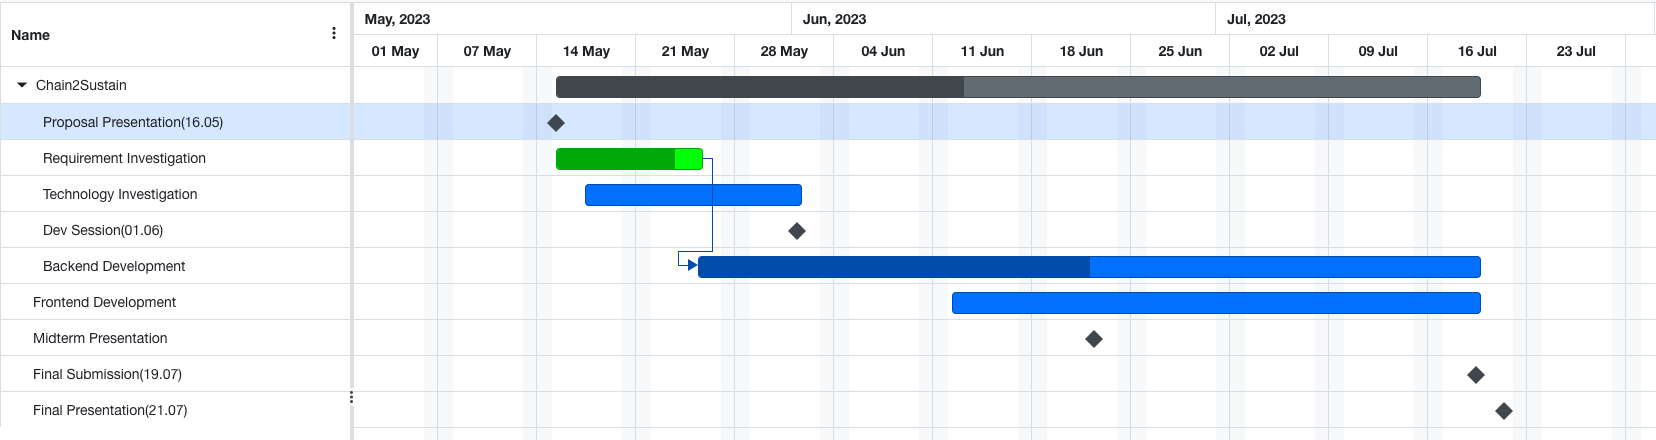 Name
May, 2023 Jun, 2023 Jul, 2023
01 May 07 May 14 May 21 May 28 May 04 Jun 11 Jun 18 Jun 25 Jun 02 Jul 09 Jul 16 Jul 23 Jul
Chain2Sustain
Proposal Presentation(16.05)
Requirement Investigation
Technology Investigation
Dev Session(01.06)
Backend Development
Frontend Development
Midterm Presentation
Final Submission(19.07)
Final Presentation(21.07)